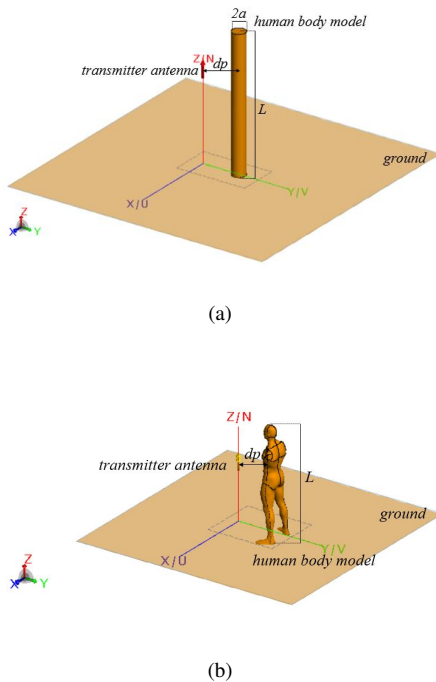 2a
human body model
Z/N
dp
transmitter antenna
L
ground
X/U
Y/V
Z
X
Y
(a)
Z/N
dp
transmitter antenna
L
ground
X/U
Y/V
human body model
Z
X
Y
(b)